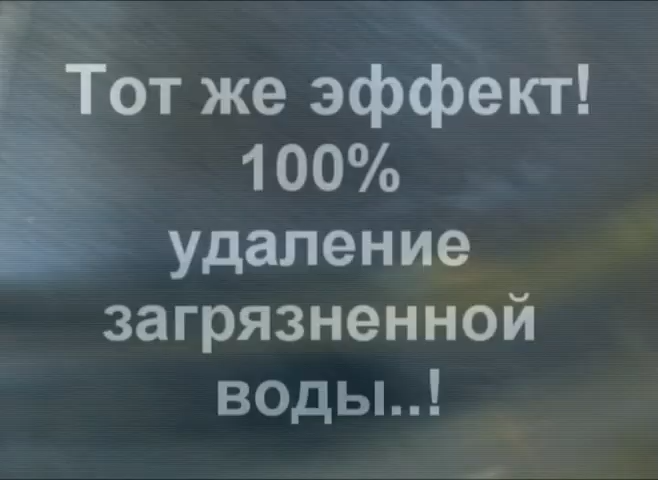 Тот же эффект!
100%
удаление
загрязненной
воды..!